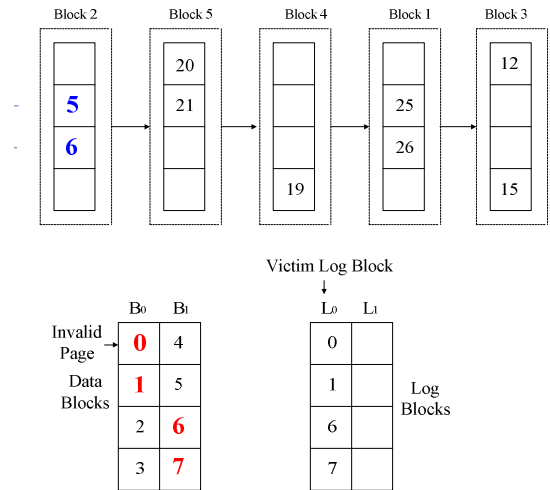 Block 2 Block 5 Block 4 Block 1 Block 3
20 12
5 21 25
6 26
19 15
Victim Log Block
B0 B1 L0 L1
Invalid Page
0 4 0
Data Blocks
1 5 1
Log Blocks
2 6 6
3 7 7